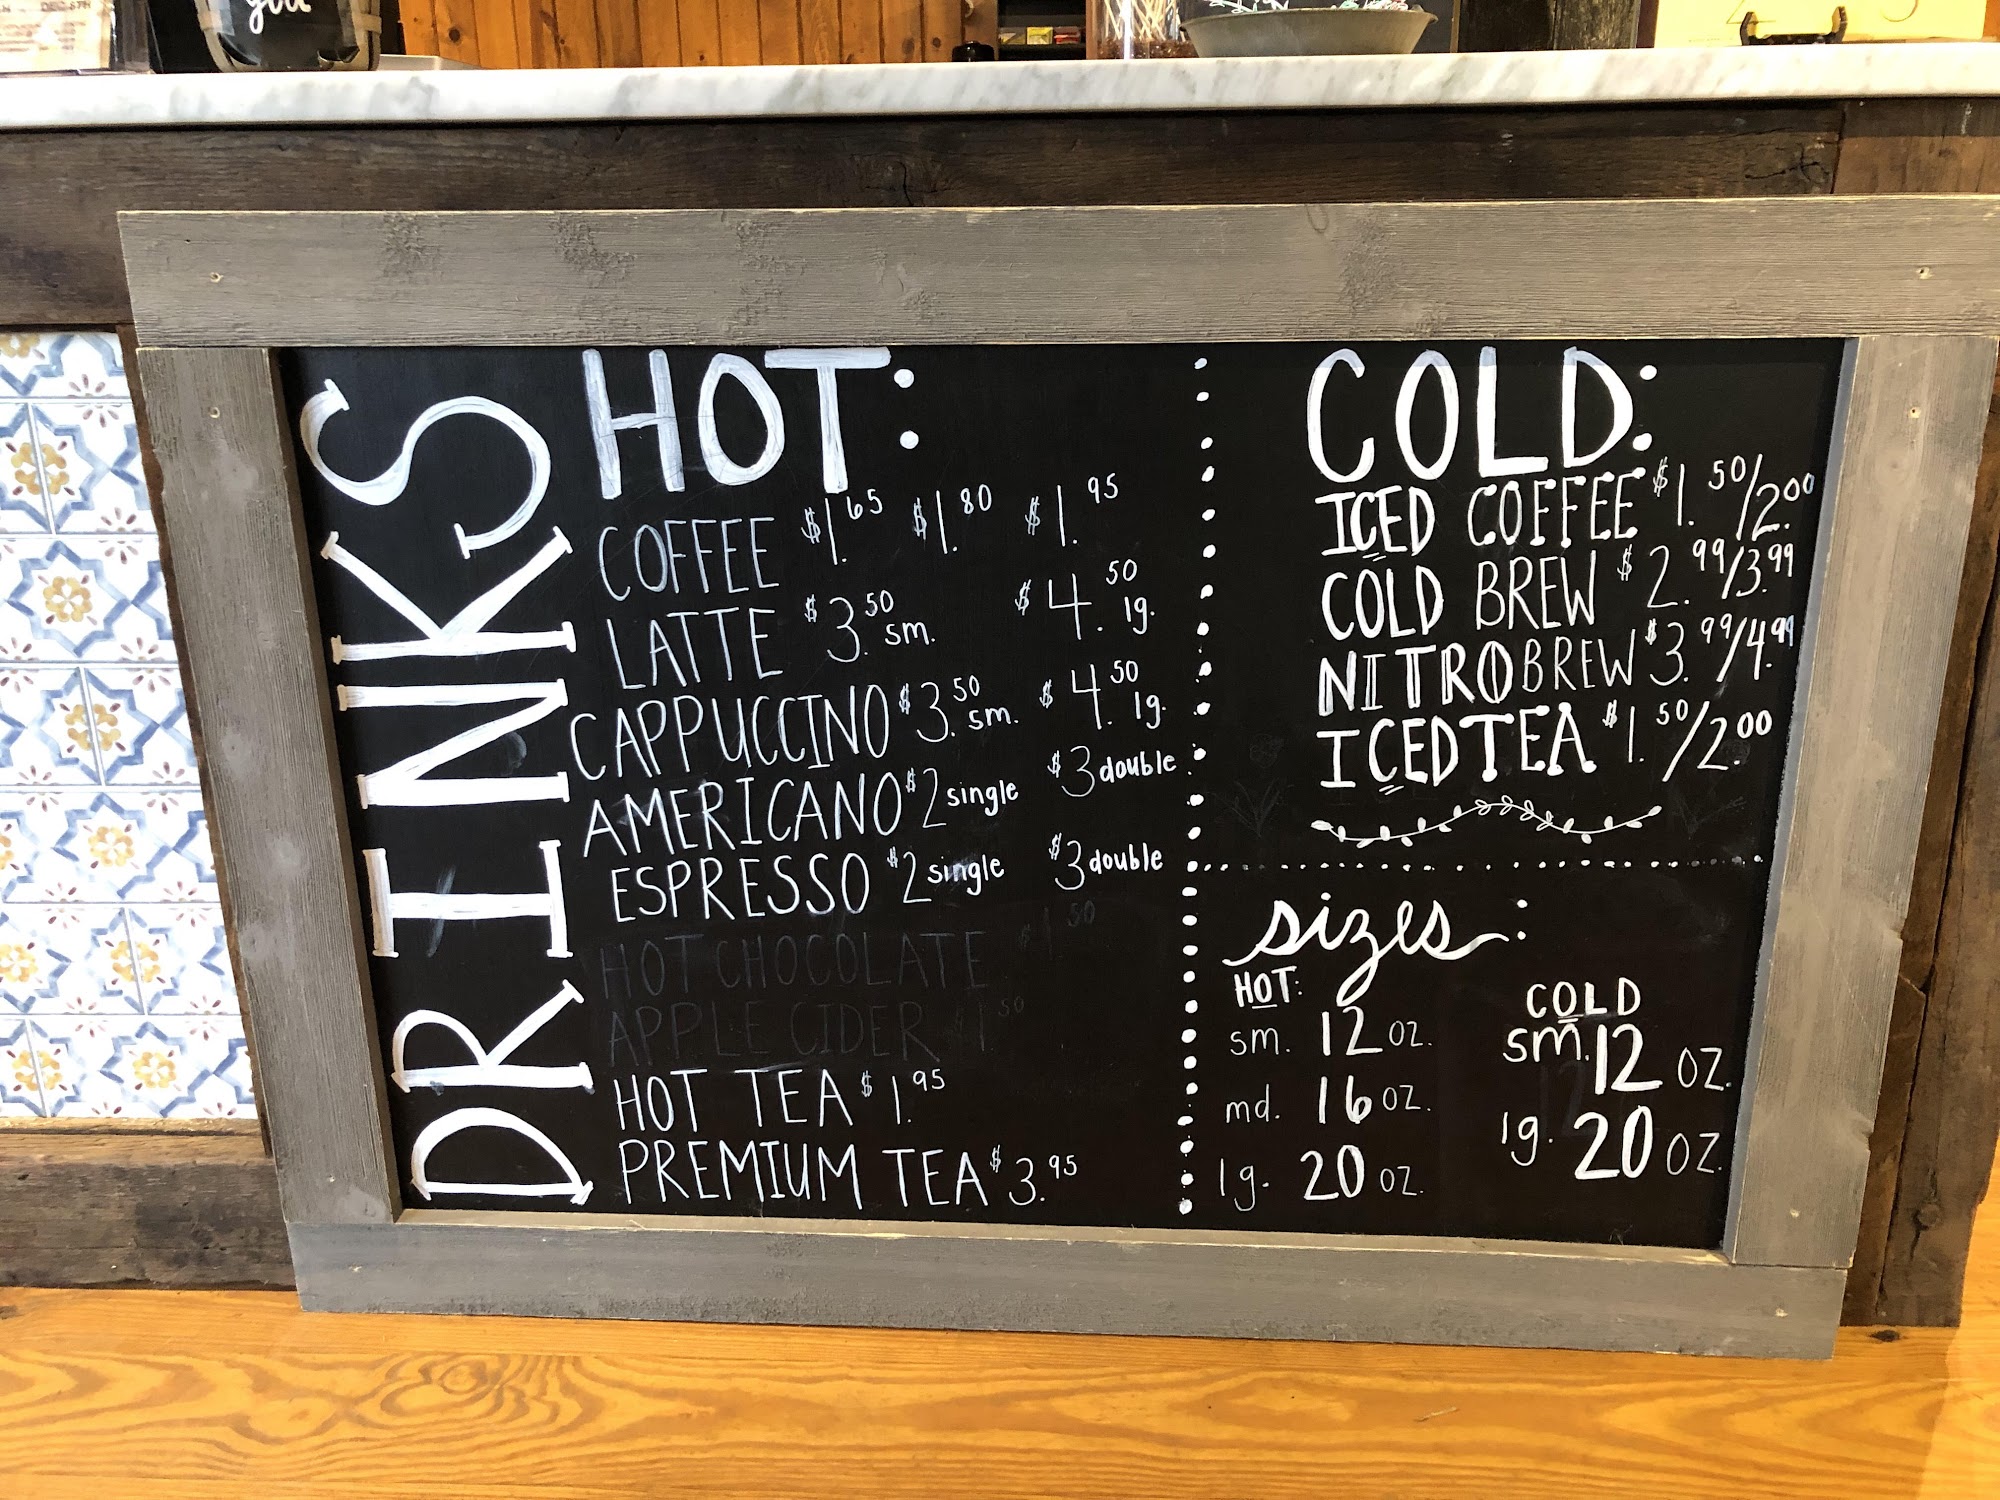 DEC 6TH
you
DRINKS
HOT:
COFFEE $1.65 $1.80 $1.95
LATTE $3.50 sm. $4.50 lg.
CAPPUCCINO $3.50 sm. $4.50 lg.
AMERICANO $2 single $3 double
ESPRESSO $2 single $3 double
HOT CHOCOLATE $1.50
APPLE CIDER $1.50
HOT TEA $1.95
PREMIUM TEA $3.95
COLD:
ICED COFFEE $1.50/2.00
COLD BREW $2.99/3.99
NITRO BREW $3.99/4.99
ICED TEA $1.50/2.00
sizes:
HOT:
sm. 12 oz.
md. 16 oz.
lg. 20 oz.
COLD
sm. 12 oz.
lg. 20 oz.